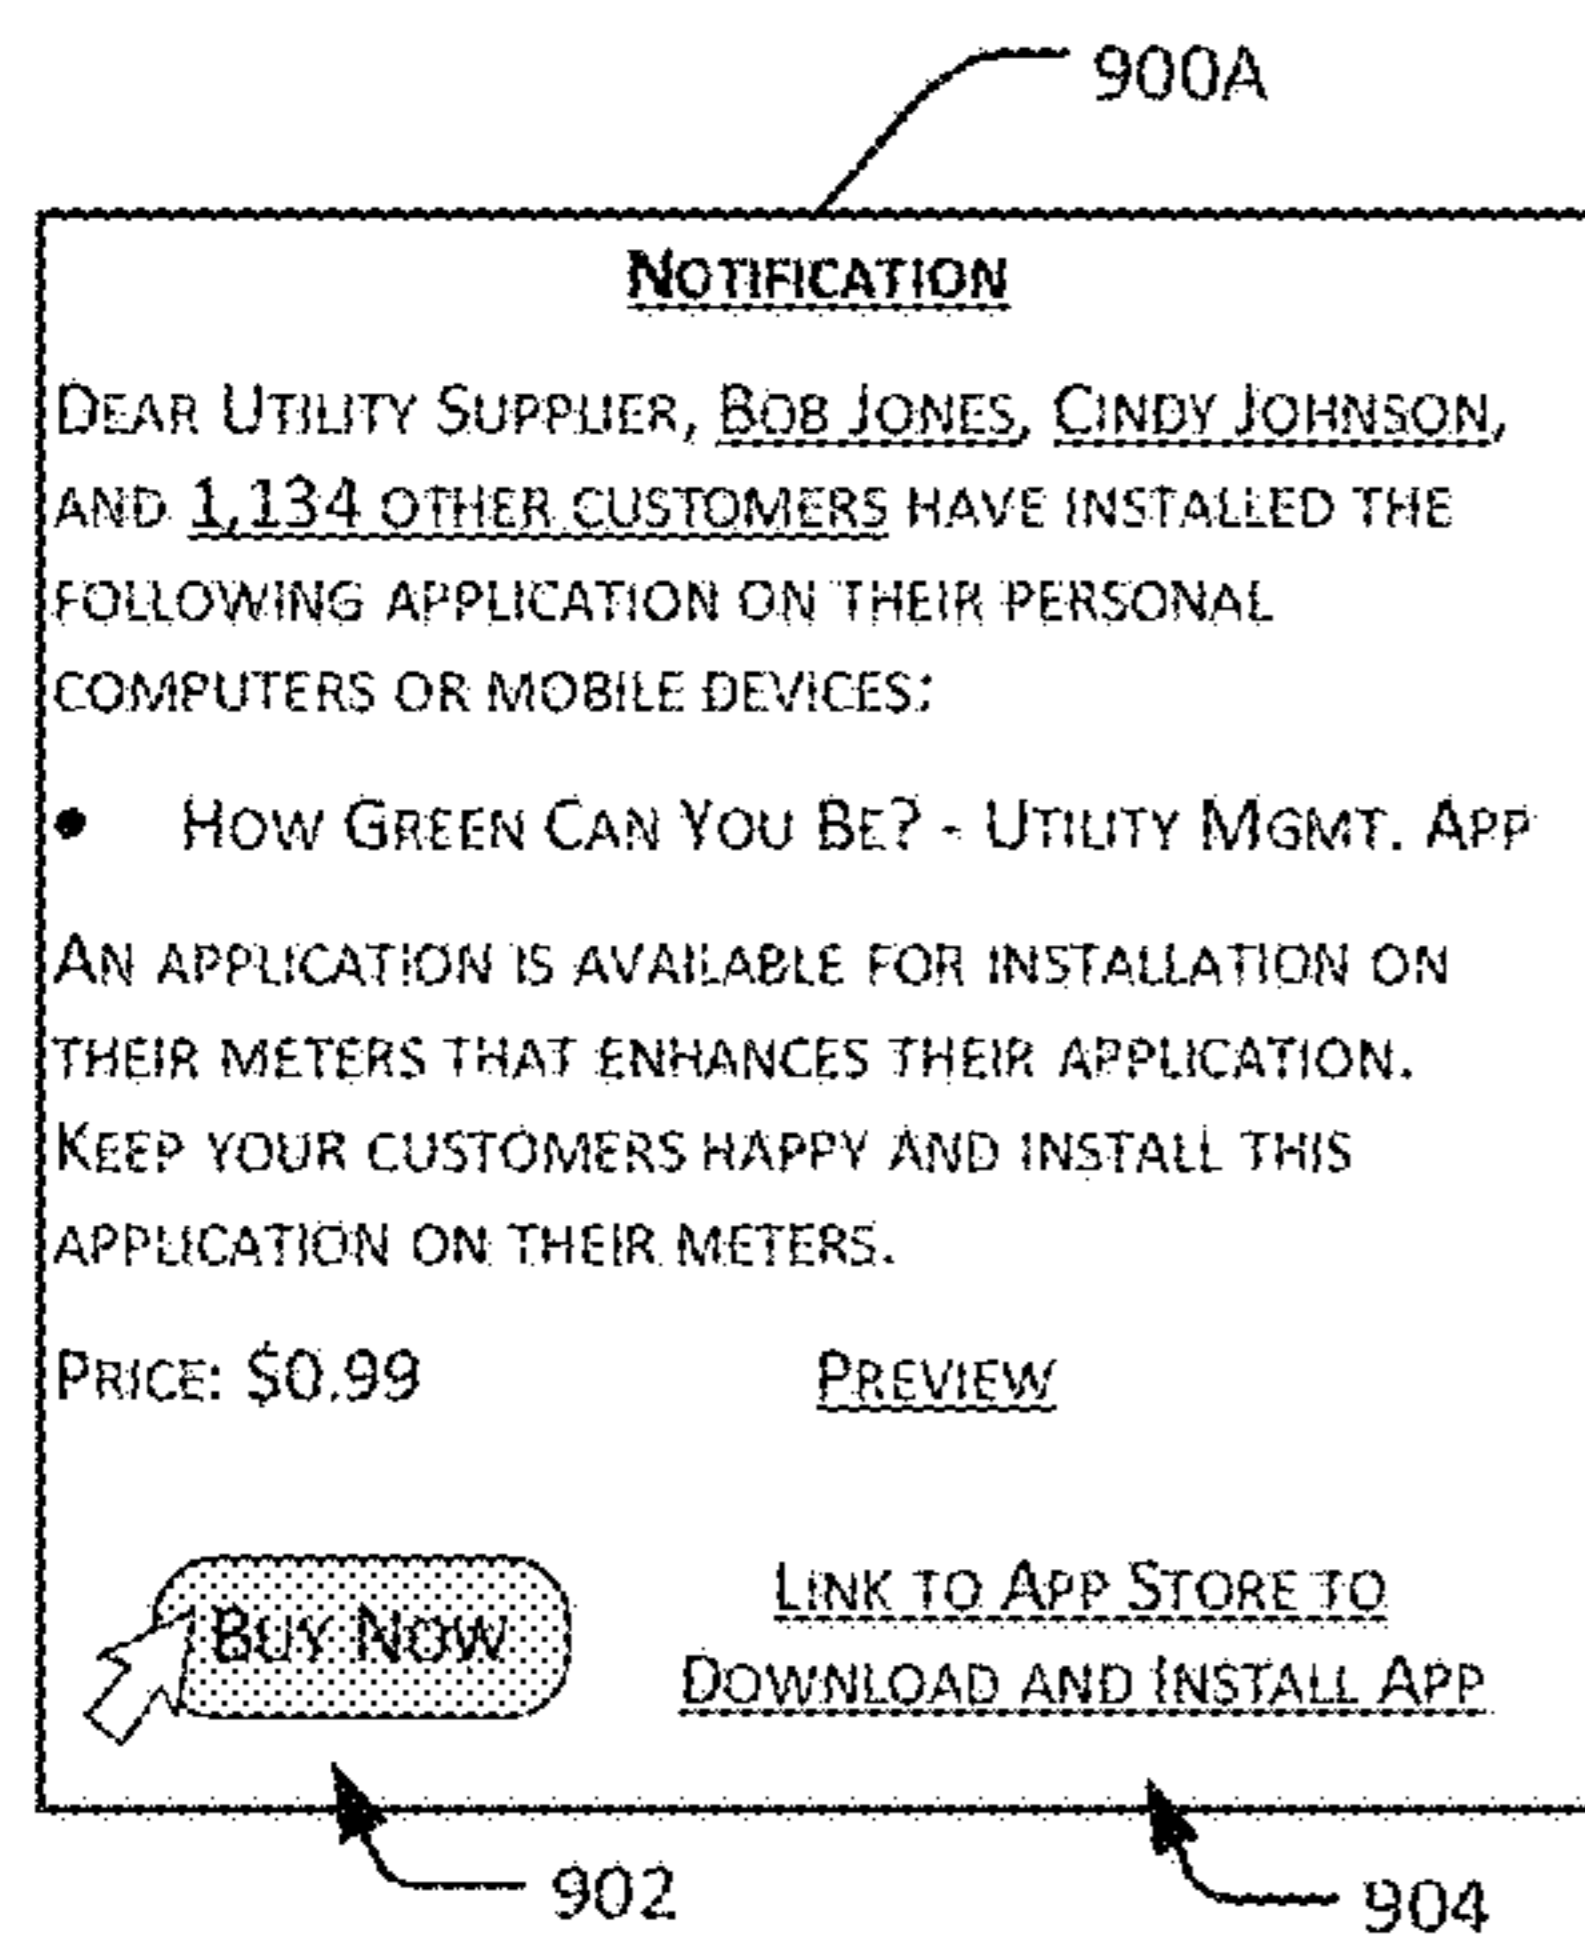 900A
NOTIFICATION
DEAR UTILITY SUPPLIER, BOB JONES, CINDY JOHNSON,
AND 1,134 OTHER CUSTOMERS HAVE INSTALLED THE
FOLLOWING APPLICATION ON THEIR PERSONAL
COMPUTERS OR MOBILE DEVICES:
• HOW GREEN CAN YOU BE? - UTILITY MGMT. APP
AN APPLICATION IS AVAILABLE FOR INSTALLATION ON
THEIR METERS THAT ENHANCES THEIR APPLICATION.
KEEP YOUR CUSTOMERS HAPPY AND INSTALL THIS
APPLICATION ON THEIR METERS.
PRICE: $0.99 PREVIEW
BUY NOW
LINK TO APP STORE TO
DOWNLOAD AND INSTALL APP
902
904